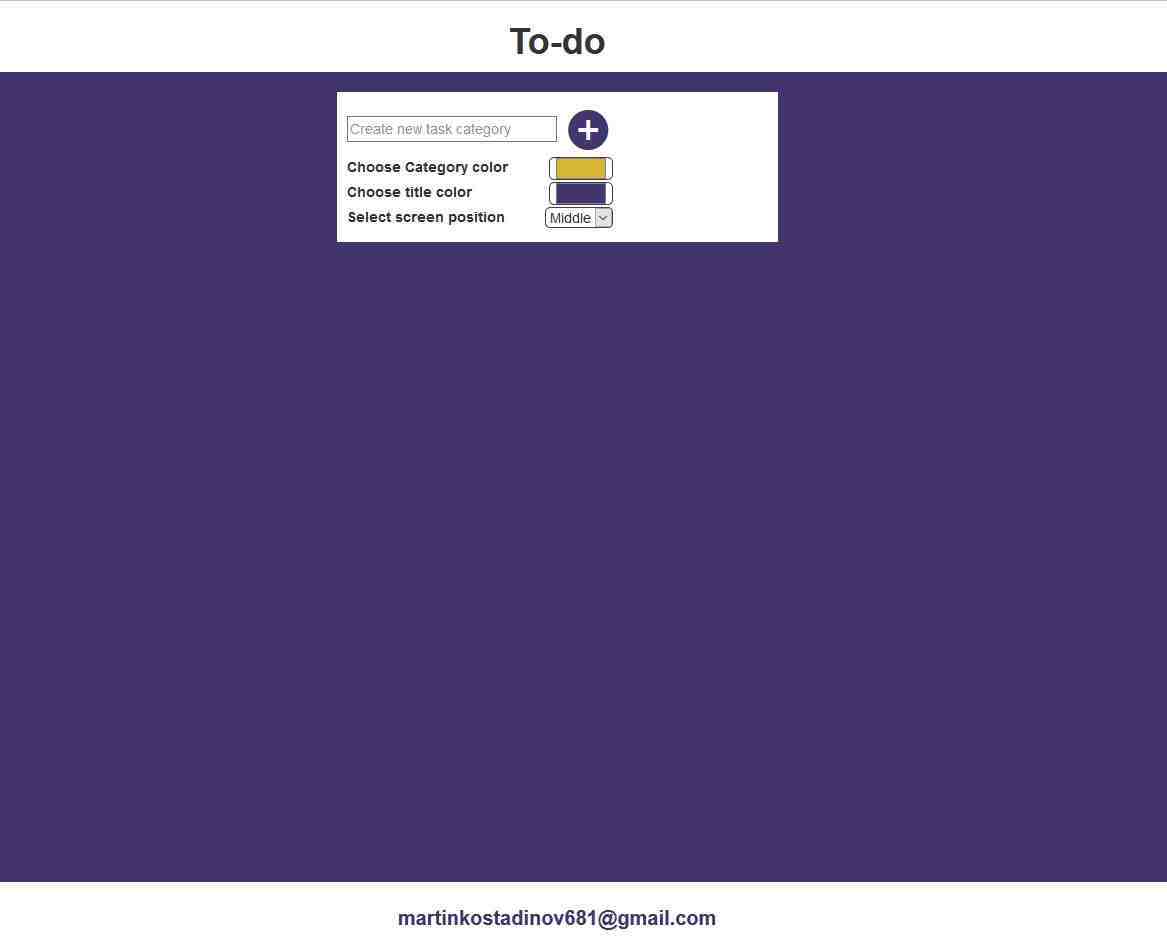 To-do
Create new task category
Choose Category color
Choose title color
Select screen position Middle
martinkostadinov681@gmail.com